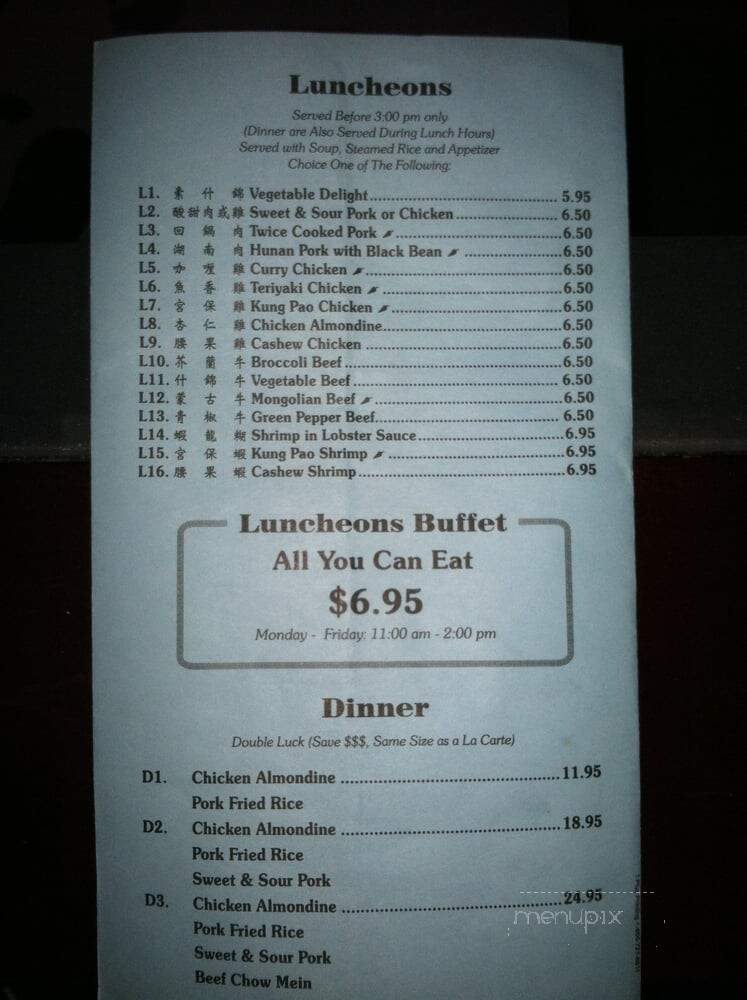 Luncheons
Served Before 3:00 pm only
(Dinner are Also Served During Lunch Hours)
Served with Soup, Steamed Rice and Appetizer
Choice One of The Following:
L1. 素 什 錦 Vegetable Delight 5.95
L2. 酸甜肉或雞 Sweet & Sour Pork or Chicken 6.50
L3. 回 鍋 肉 Twice Cooked Pork 6.50
L4. 湖 南 肉 Hunan Pork with Black Bean 6.50
L5. 咖 喱 雞 Curry Chicken 6.50
L6. 魚 香 雞 Teriyaki Chicken 6.50
L7. 宮 保 雞 Kung Pao Chicken 6.50
L8. 杏 仁 雞 Chicken Almondine 6.50
L9. 腰 果 雞 Cashew Chicken 6.50
L10. 芥 蘭 牛 Broccoli Beef 6.50
L11. 什 錦 牛 Vegetable Beef 6.50
L12. 蒙 古 牛 Mongolian Beef 6.50
L13. 青 椒 牛 Green Pepper Beef 6.50
L14. 蝦 龍 糊 Shrimp in Lobster Sauce 6.95
L15. 宮 保 蝦 Kung Pao Shrimp 6.95
L16. 腰 果 蝦 Cashew Shrimp 6.95
Luncheons Buffet
All You Can Eat
$6.95
Monday - Friday: 11:00 am - 2:00 pm
Dinner
Double Luck (Save $$$, Same Size as a La Carte)
D1. Chicken Almondine 11.95
Pork Fried Rice
D2. Chicken Almondine 18.95
Pork Fried Rice
Sweet & Sour Pork
D3. Chicken Almondine 24.95
Pork Fried Rice
Sweet & Sour Pork
Beef Chow Mein
menupix